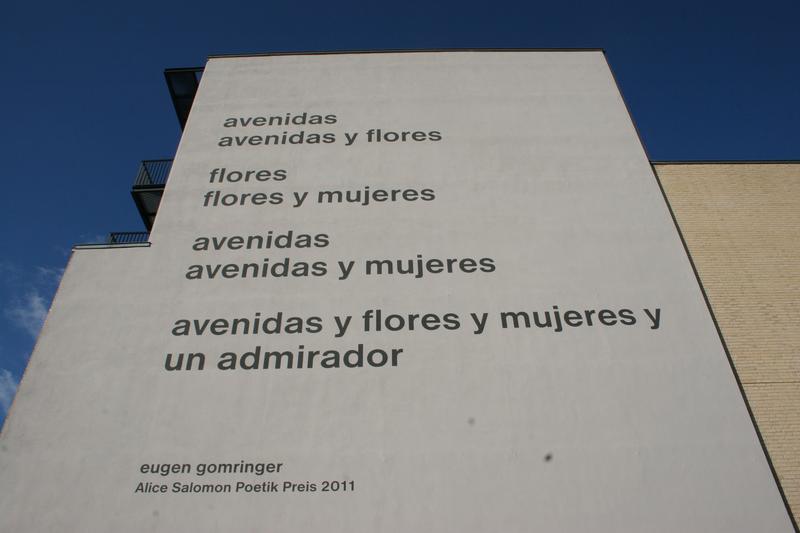 avenidas
avenidas y flores
flores
flores y mujeres
avenidas
avenidas y mujeres
avenidas y flores y mujeres y
un admirador
eugen gomringer
Alice Salomon Poetik Preis 2011